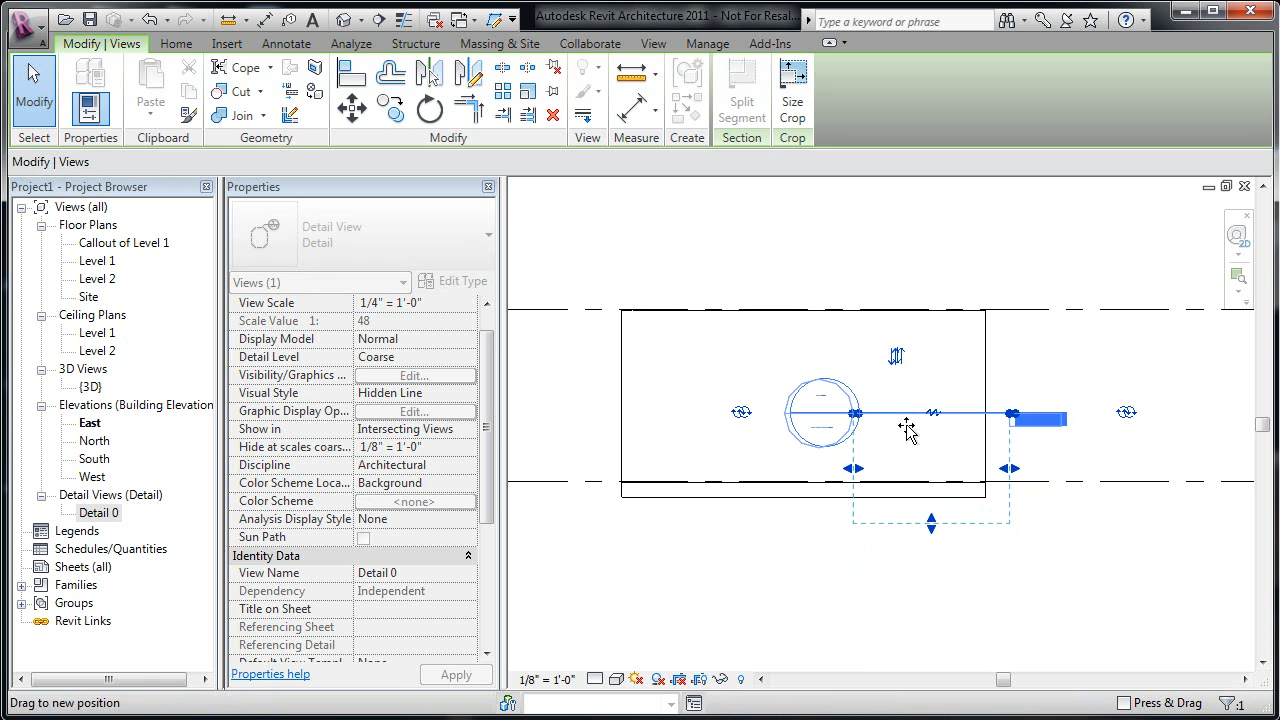 Autodesk Revit Architecture 2011 - Not For Resal...
Type a keyword or phrase
Modify | Views
Home
Insert
Annotate
Analyze
Structure
Massing & Site
Collaborate
View
Manage
Add-Ins
Modify
Paste
Cope
Cut
Join
Split Segment
Size Crop
Select
Properties
Clipboard
Geometry
Modify
View
Measure
Create
Section
Crop
Modify | Views
Project1 - Project Browser
Views (all)
Floor Plans
Callout of Level 1
Level 1
Level 2
Site
Ceiling Plans
Level 1
Level 2
3D Views
{3D}
Elevations (Building Elevation
East
North
South
West
Detail Views (Detail)
Detail 0
Legends
Schedules/Quantities
Sheets (all)
Families
Groups
Revit Links
Properties
Detail View
Detail
Views (1)
Edit Type
View Scale 1/4" = 1'-0"
Scale Value 1: 48
Display Model Normal
Detail Level Coarse
Visibility/Graphics ... Edit...
Visual Style Hidden Line
Graphic Display Op... Edit...
Show in Intersecting Views
Hide at scales coars... 1/8" = 1'-0"
Discipline Architectural
Color Scheme Loca... Background
Color Scheme <none>
Analysis Display Style None
Sun Path
Identity Data
View Name Detail 0
Dependency Independent
Title on Sheet
Referencing Sheet
Referencing Detail
Properties help
Apply
1/8" = 1'-0"
Drag to new position
Press & Drag
:1